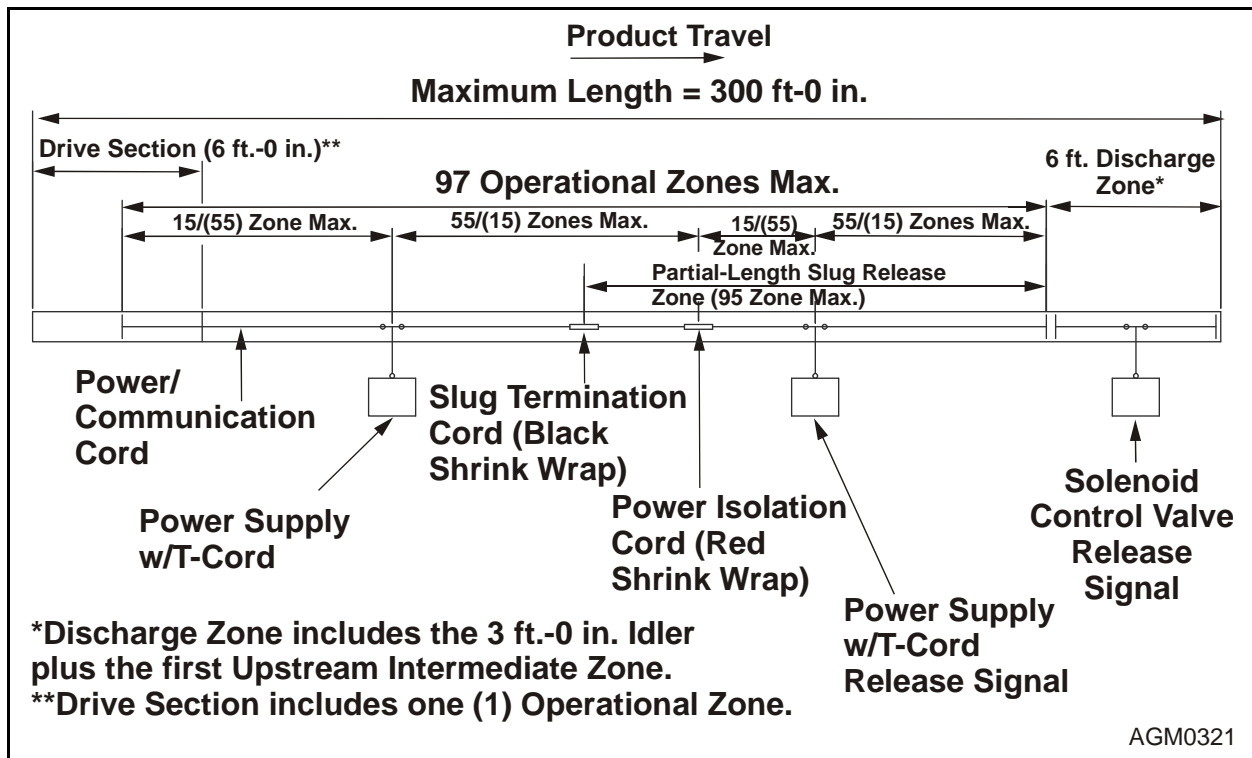 Product Travel
Maximum Length = 300 ft-0 in.
Drive Section (6 ft.-0 in.)**
6 ft. Discharge
Zone*
97 Operational Zones Max.
15/(55) Zone Max.
55/(15) Zones Max.
15/(55)
Zone Max.
55/(15) Zones Max.
Partial-Length Slug Release
Zone (95 Zone Max.)
Power/
Communication
Cord
Power Supply
w/T-Cord
Slug Termination
Cord (Black
Shrink Wrap)
Power Isolation
Cord (Red
Shrink Wrap)
Power Supply
w/T-Cord
Release Signal
Solenoid
Control Valve
Release
Signal
*Discharge Zone includes the 3 ft.-0 in. Idler
plus the first Upstream Intermediate Zone.
**Drive Section includes one (1) Operational Zone.
AGM0321